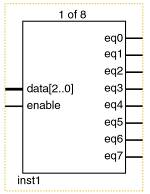 1 of 8
eq0
eq1
eq2
data[2..0] eq3
enable eq4
eq5
eq6
eq7
inst1